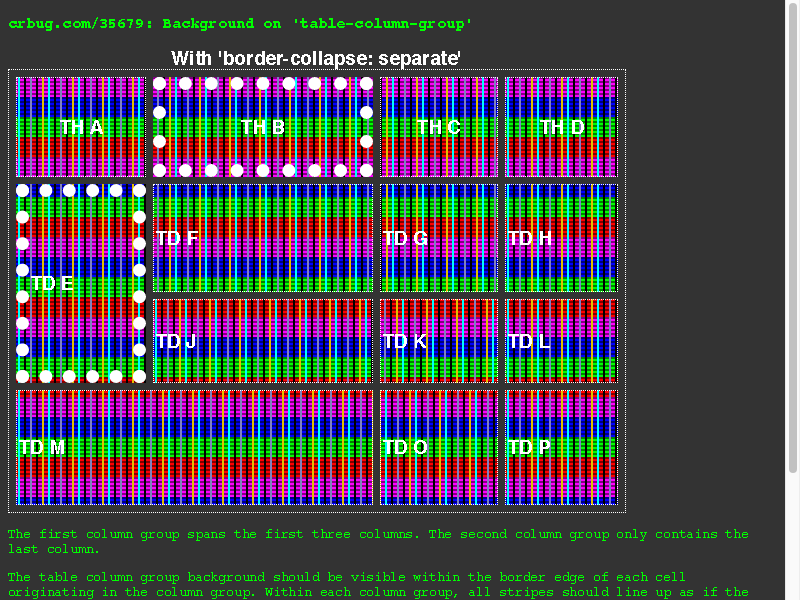 crbug.com/35679: Background on 'table-column-group'
With 'border-collapse: separate'
TH A TH B TH C TH D
TD E TD F TD G TD H
TD J TD K TD L
TD M TD O TD P
The first column group spans the first three columns. The second column group only contains the
last column.
The table column group background should be visible within the border edge of each cell
originating in the column group. Within each column group, all stripes should line up as if the